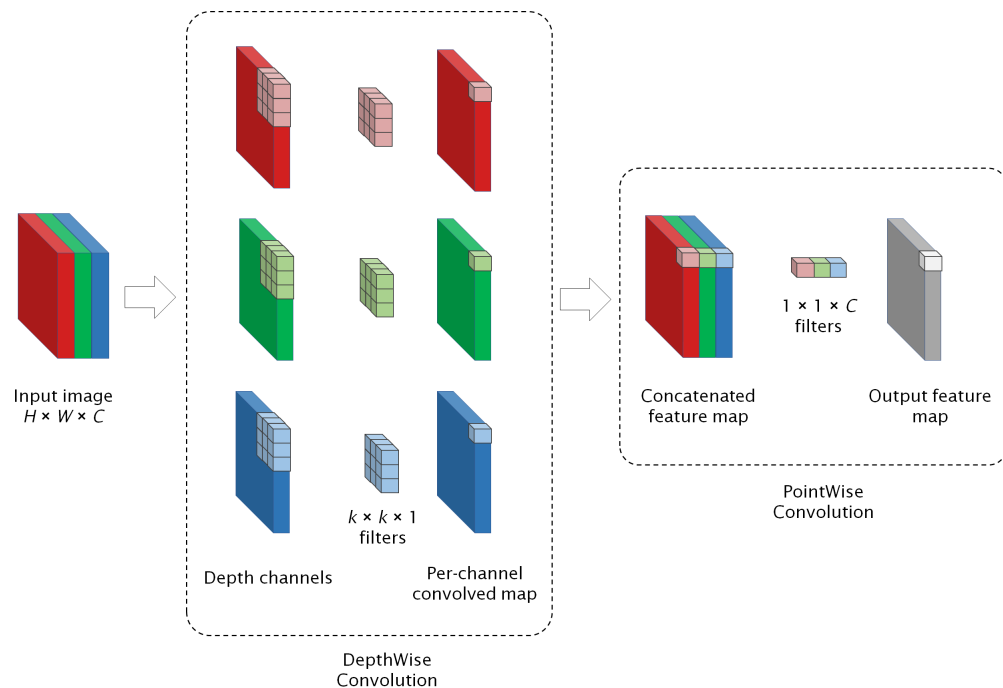 Input image
H × W × C
k × k × 1
filters
Depth channels
Per-channel
convolved map
DepthWise
Convolution
1 × 1 × C
filters
Concatenated
feature map
Output feature
map
PointWise
Convolution